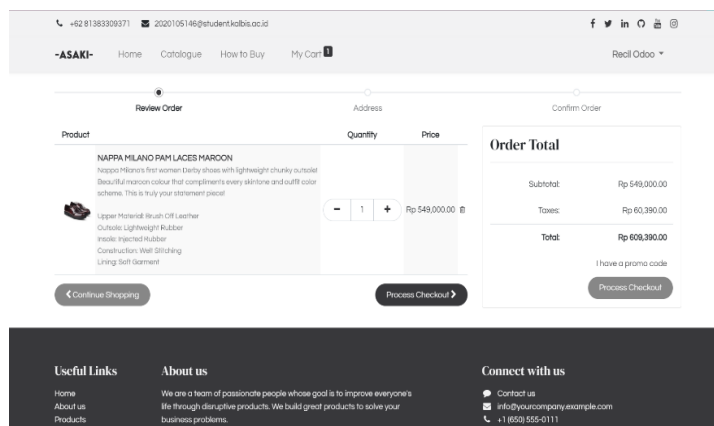 +62 81383309371 2020105146@student.kalbis.ac.id
-ASAKI- Home Catalogue How to Buy My Cart 1 Recil Odoo
Review Order Address Confirm Order
Product Quantity Price
NAPPA MILANO PAM LACES MAROON
Nappa Milano's first women Derby shoes with lightweight chunky outsole!
Beautiful maroon colour that compliments every skintone and outfit color
scheme. This is truly your statement piece!
Upper Material: Brush Off Leather
Outsole: Lightweight Rubber
Insole: Injected Rubber
Construction: Welt Stitching
Lining: Soft Garment
- 1 + Rp 549,000.00
Continue Shopping Process Checkout
Order Total
Subtotal: Rp 549,000.00
Taxes: Rp 60,390.00
Total: Rp 609,390.00
I have a promo code
Process Checkout
Useful Links
Home
About us
Products
About us
We are a team of passionate people whose goal is to improve everyone's
life through disruptive products. We build great products to solve your
business problems.
Connect with us
Contact us
info@yourcompany.example.com
+1 (650) 555-0111